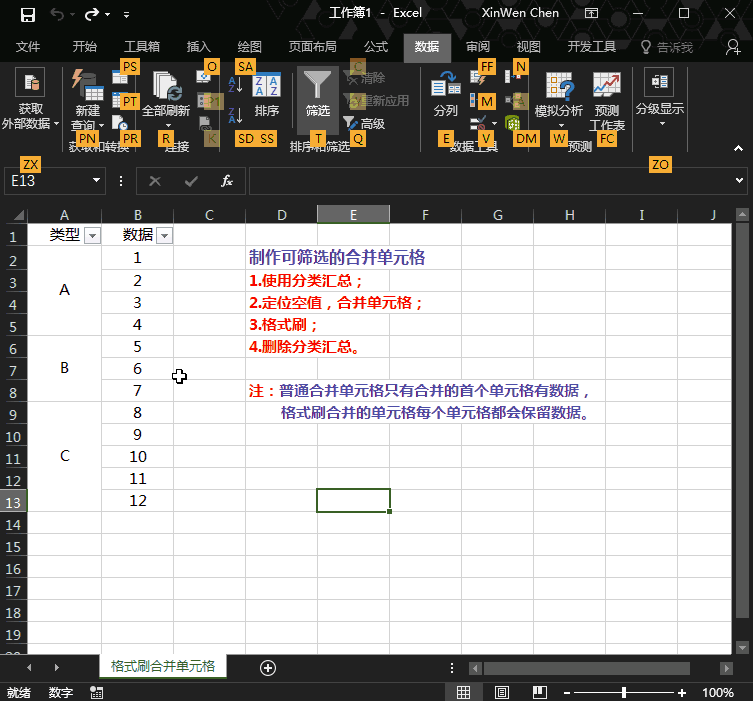 工作簿1 - Excel
XinWen Chen
文件 开始 工具箱 插入 绘图 页面布局 公式 数据 审阅 视图 开发工具 告诉我
PS O SA C FF N
PT M
获取
外部数据
新建
查询
全部刷新
排序
筛选
清除
重新应用
高级
分列
模拟分析
预测
工作表
分级显示
PN PR R K SD SS T Q E V DM W FC
获取和转换 连接 排序和筛选 数据工具 预测
ZX ZO
E13 fx
A B C D E F G H I J
1 类型 数据
2 1 制作可筛选的合并单元格
3 A 2 1.使用分类汇总；
4 3 2.定位空值，合并单元格；
5 4 3.格式刷；
6 5 4.删除分类汇总。
7 B 6
8 7 注：普通合并单元格只有合并的首个单元格有数据，
9 8 格式刷合并的单元格每个单元格都会保留数据。
10 9
11 C 10
12 11
13 12
14
15
16
17
18
19
格式刷合并单元格
就绪 数字 100%